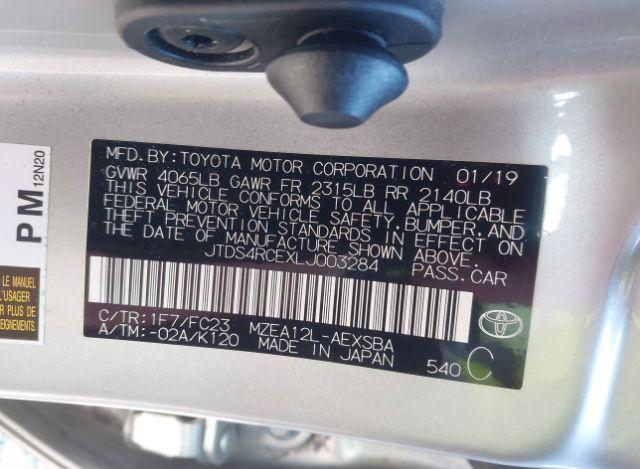 PM
12N20
LE MANUEL
L'USAGER
R PLUS DE
EIGNEMENTS.
MFD.BY:TOYOTA MOTOR CORPORATION 01/19
GVWR 4065LB GAWR FR 2315LB RR 2140LB
THIS VEHICLE CONFORMS TO ALL APPLICABLE
FEDERAL MOTOR VEHICLE SAFETY,BUMPER,AND
THEFT PREVENTION STANDARDS IN EFFECT ON
THE DATE OF MANUFACTURE SHOWN ABOVE.
JTDS4RCEXLJ003284 PASS.CAR
C/TR:1F7/FC23 MZEA12L-AEXSBA
A/TM:-02A/K120 MADE IN JAPAN 540 C